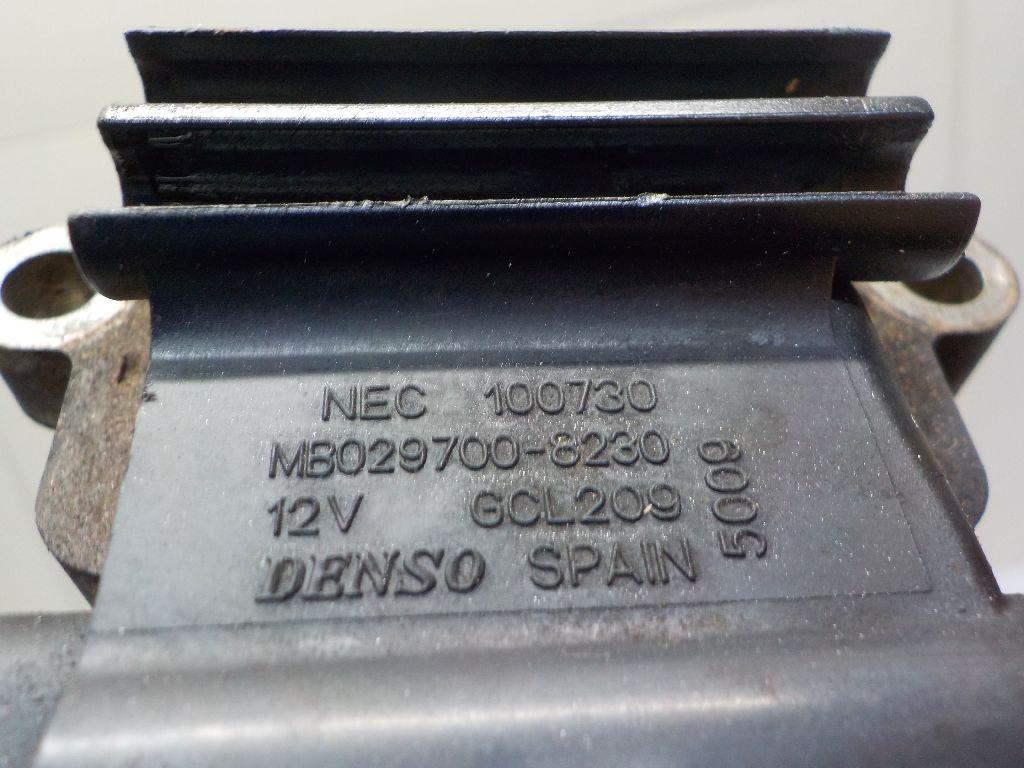 NEC 100730
MB029700-8230
12V GCL209
DENSO SPAIN
5009